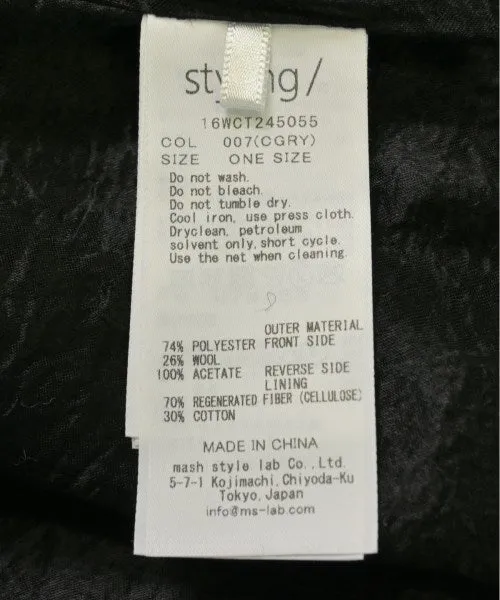 sty ng/
16WCT245055
COL 007(CGRY)
SIZE ONE SIZE
Do not wash.
Do not bleach.
Do not tumble dry.
Cool iron, use press cloth.
Dryclean, petroleum
solvent only, short cycle.
Use the net when cleaning.
OUTER MATERIAL
74% POLYESTER FRONT SIDE
26% WOOL
100% ACETATE REVERSE SIDE
LINING
70% REGENERATED FIBER (CELLULOSE)
30% COTTON
MADE IN CHINA
mash style lab Co., Ltd.
5-7-1 Kojimachi, Chiyoda-Ku
Tokyo, Japan
info@ms-lab.com